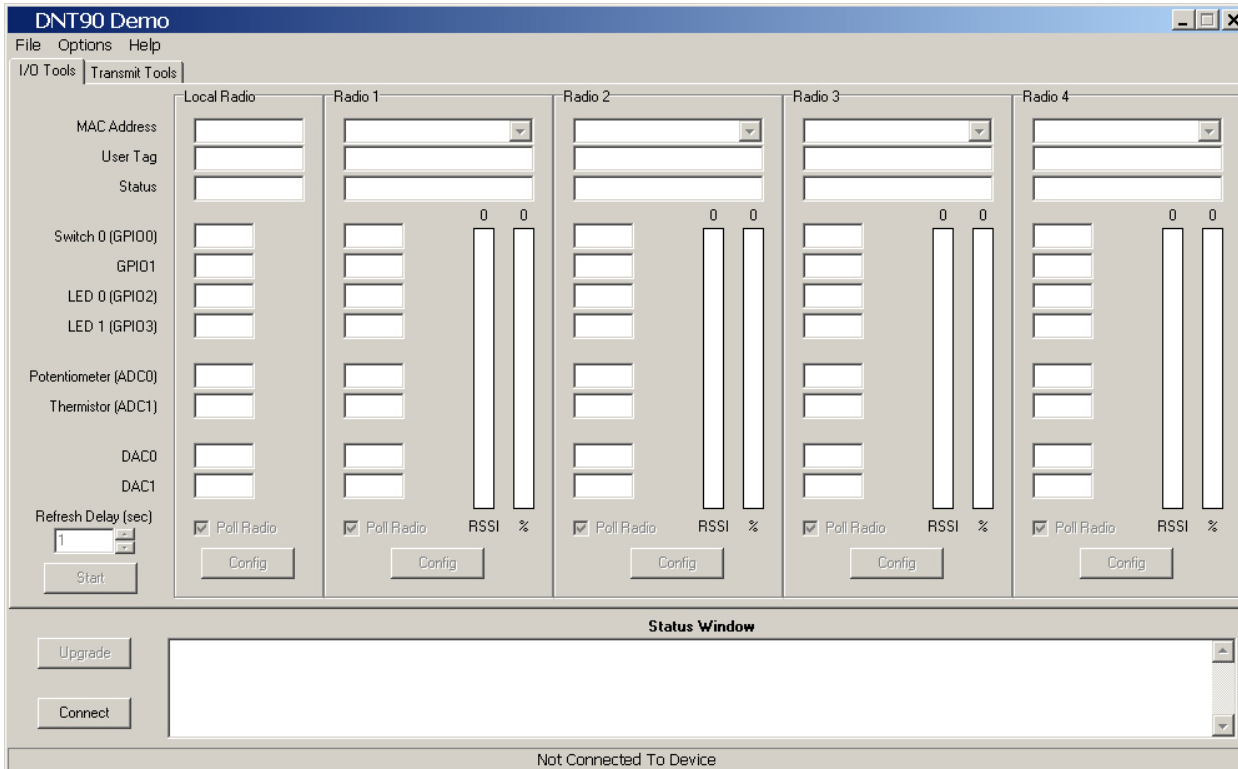 DNT90 Demo
File Options Help
I/O Tools Transmit Tools
Local Radio Radio 1 Radio 2 Radio 3 Radio 4
MAC Address
User Tag
Status
0 0 0 0 0 0 0 0
Switch 0 (GPIO0)
GPIO1
LED 0 (GPIO2)
LED 1 (GPIO3)
Potentiometer (ADC0)
Thermistor (ADC1)
DAC0
DAC1
Refresh Delay (sec)
1
Poll Radio Poll Radio RSSI % Poll Radio RSSI % Poll Radio RSSI % Poll Radio RSSI %
Start Config Config Config Config Config
Status Window
Upgrade
Connect
Not Connected To Device